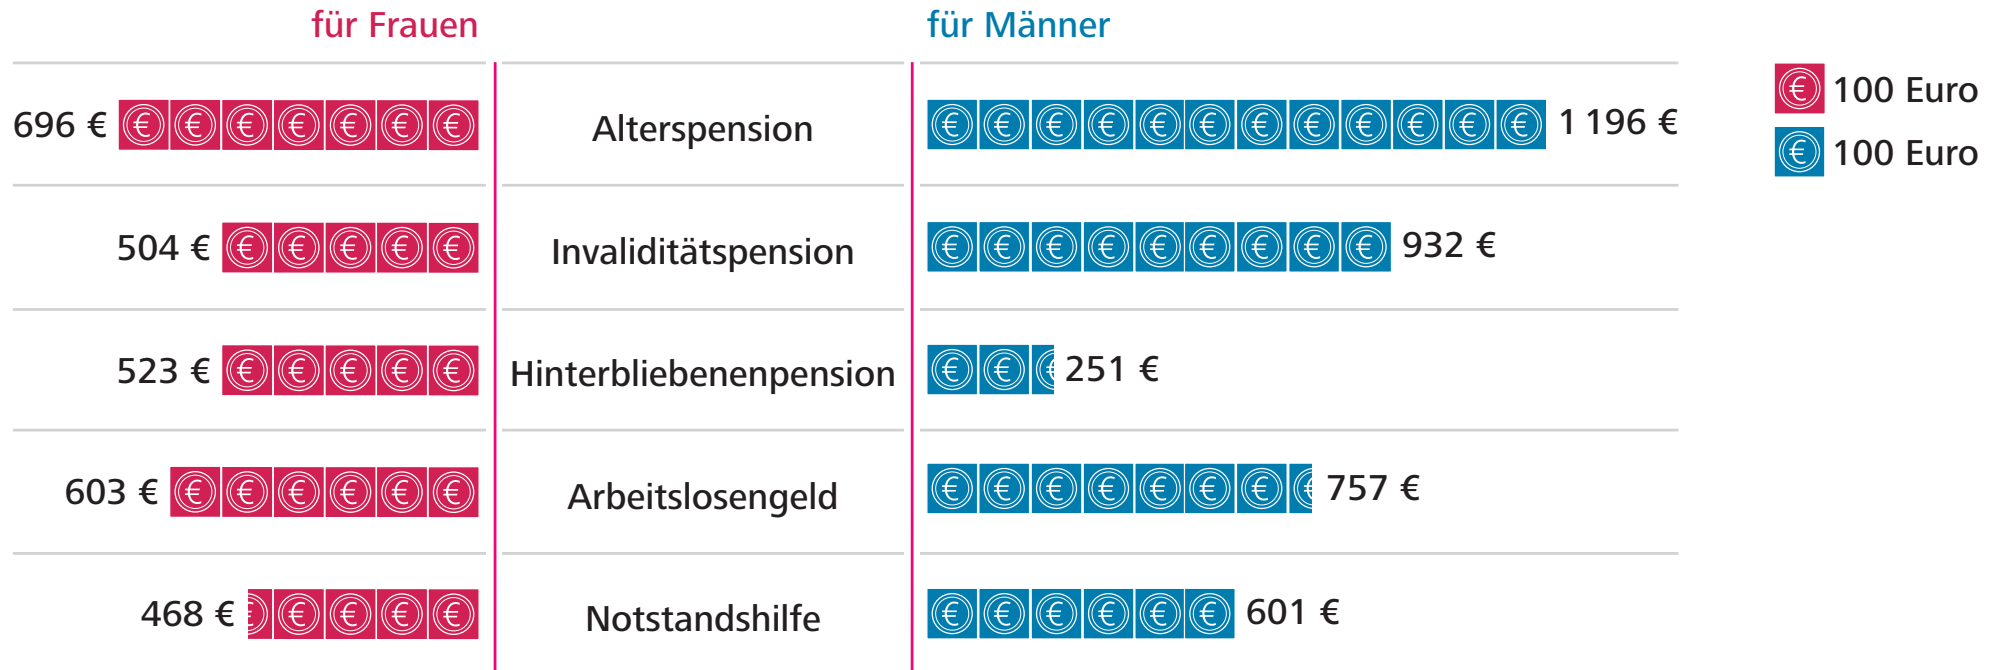 für Frauen
für Männer
696 €
Alterspension
1 196 €
504 €
Invaliditätspension
932 €
523 €
Hinterbliebenenpension
251 €
603 €
Arbeitslosengeld
757 €
468 €
Notstandshilfe
601 €
100 Euro
100 Euro